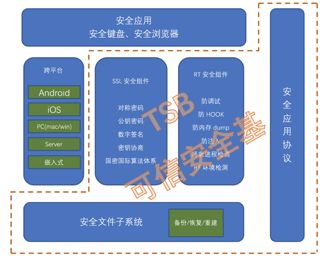 安全应用
安全键盘、安全浏览器
跨平台
Android
iOS
PC(mac/win)
Server
嵌入式
SSL 安全组件
对称密码
公钥密码
数字签名
密钥协商
国密国际算法体系
RT 安全组件
防调试
防 HOOK
防内存 dump
防注入
环境检测
安全应用协议
TSB
可信安全基
安全文件子系统
备份/恢复/重建